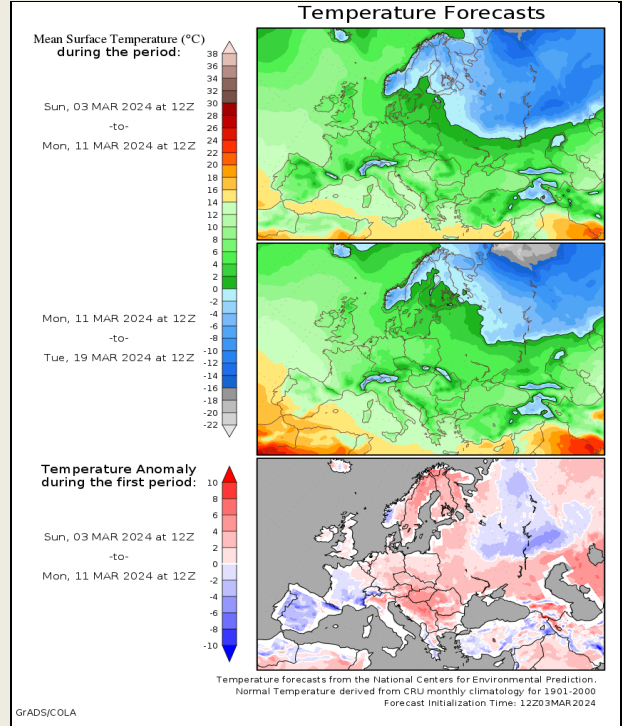 Temperature Forecasts
Mean Surface Temperature (°C)
during the period:
38
36
34
32
30
28
26
24
22
20
18
16
14
12
10
8
6
4
2
0
-2
-4
-6
-8
-10
-12
-14
-16
-18
-20
-22
Sun, 03 MAR 2024 at 12Z
-to-
Mon, 11 MAR 2024 at 12Z
Mon, 11 MAR 2024 at 12Z
-to-
Tue, 19 MAR 2024 at 12Z
Temperature Anomaly
during the first period:
10
8
6
4
2
0
-2
-4
-6
-8
-10
Sun, 03 MAR 2024 at 12Z
-to-
Mon, 11 MAR 2024 at 12Z
Temperature forecasts from the National Centers for Environmental Prediction.
Normal Temperature derived from CRU monthly climatology for 1901-2000
Forecast Initialization Time: 12Z03MAR2024
GrADS/COLA